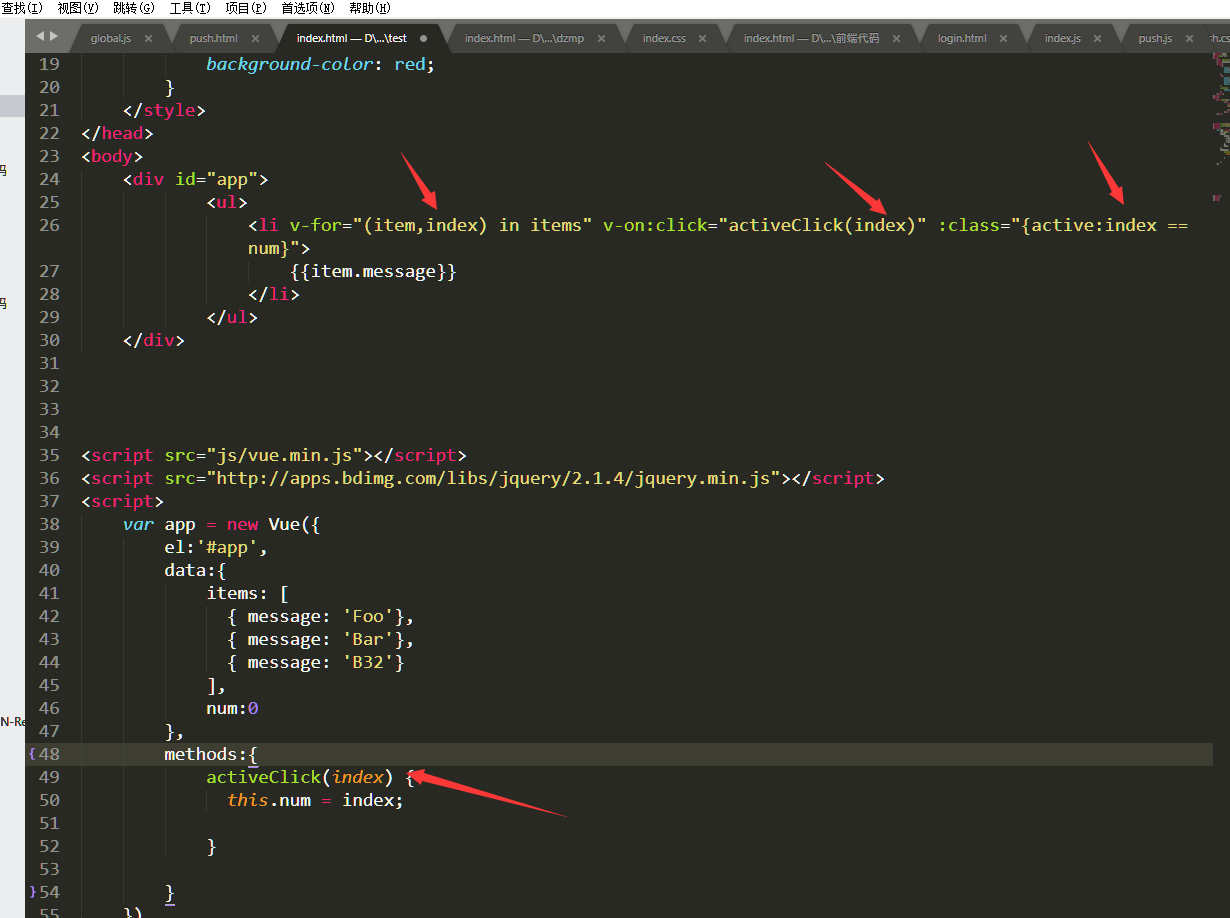 查找(I) 视图(V) 跳转(G) 工具(T) 项目(P) 首选项(N) 帮助(H)
global.js × push.html × index.html — D\...\test ● index.html — D\...\dzmp × index.css × index.html — D\...\前端代码 × login.html × index.js × push.js ×
19 background-color: red;
20 }
21 </style>
22 </head>
23 <body>
24 <div id="app">
25 <ul>
26 <li v-for="(item,index) in items" v-on:click="activeClick(index)" :class="{active:index ==
num}">
27 {{item.message}}
28 </li>
29 </ul>
30 </div>
31
32
33
34
35 <script src="js/vue.min.js"></script>
36 <script src="http://apps.bdimg.com/libs/jquery/2.1.4/jquery.min.js"></script>
37 <script>
38 var app = new Vue({
39 el:'#app',
40 data:{
41 items: [
42 { message: 'Foo'},
43 { message: 'Bar'},
44 { message: 'B32'}
45 ],
46 num:0
47 },
{48 methods:{
49 activeClick(index) {
50 this.num = index;
51
52 }
53
}54 }
55 })
码
码
N-Re